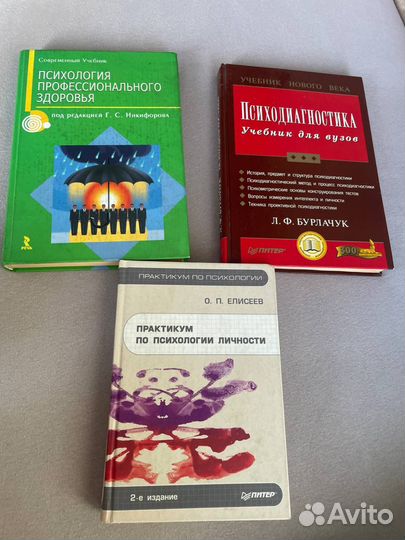 Современный Учебник
ПСИХОЛОГИЯ
ПРОФЕССИОНАЛЬНОГО
ЗДОРОВЬЯ
под редакцией Г. С. Никифорова
РЕЧЬ
УЧЕБНИК НОВОГО ВЕКА
ПСИХОДИАГНОСТИКА
Учебник для вузов
История, предмет и структура психодиагностики
Психодиагностический метод и процесс психодиагностики
Психометрические основы конструирования тестов
Вопросы измерения интеллекта и личности
Техника проективной психодиагностики
Л. Ф. БУРЛАЧУК
ПИТЕР
300
ПРАКТИКУМ ПО ПСИХОЛОГИИ
О. П. ЕЛИСЕЕВ
ПРАКТИКУМ
ПО ПСИХОЛОГИИ ЛИЧНОСТИ
2-е издание
ПИТЕР
Avito